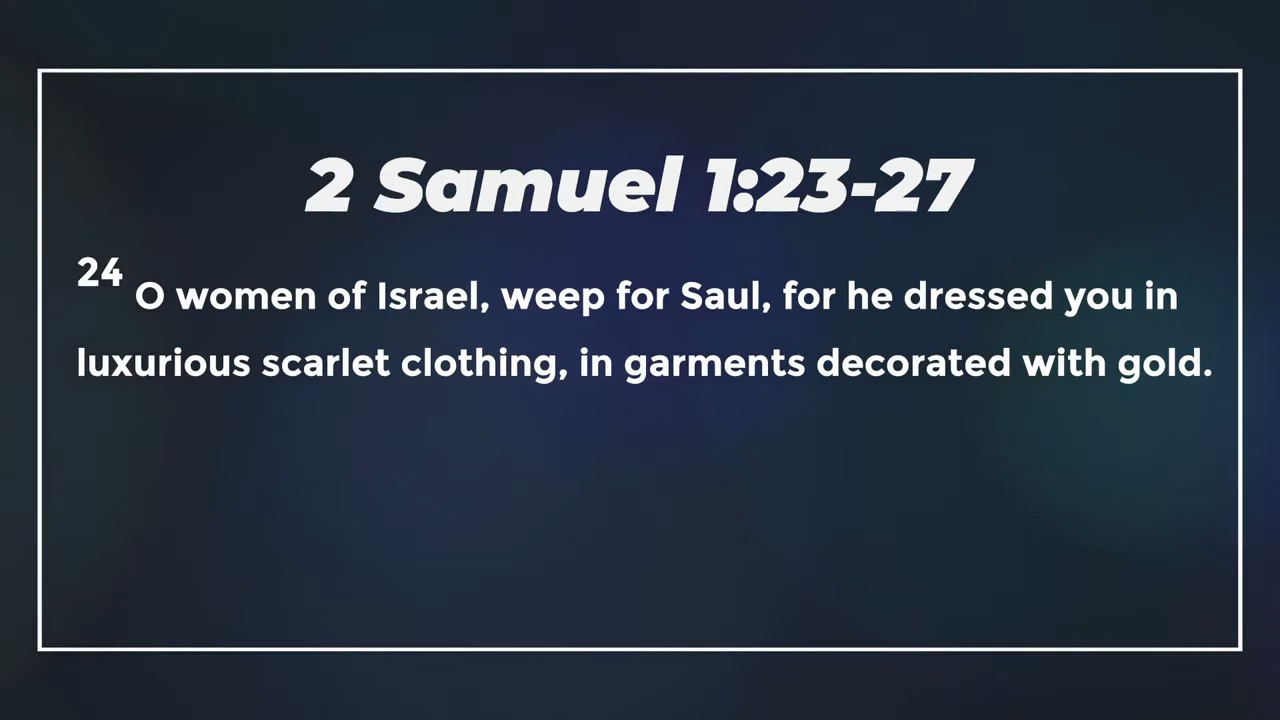 2 Samuel 1:23-27
24 O women of Israel, weep for Saul, for he dressed you in
luxurious scarlet clothing, in garments decorated with gold.